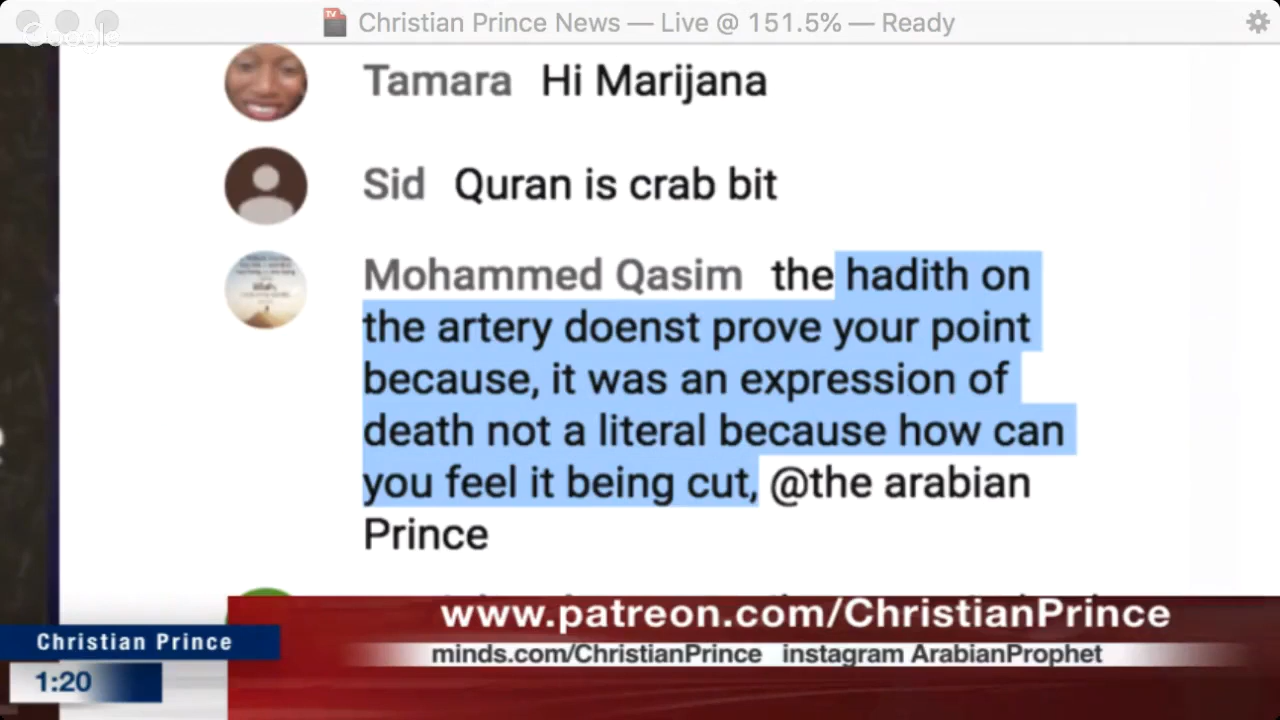 Christian Prince News — Live @ 151.5% — Ready
Google
Tamara Hi Marijana
Sid Quran is crab bit
Mohammed Qasim the hadith on
the artery doenst prove your point
because, it was an expression of
death not a literal because how can
you feel it being cut, @the arabian
Prince
www.patreon.com/ChristianPrince
Christian Prince
minds.com/ChristianPrince instagram ArabianProphet
1:20